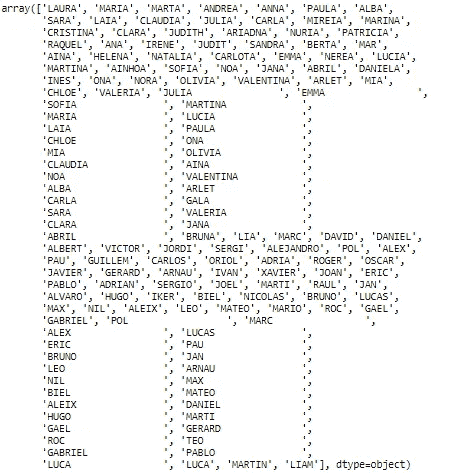 array(['LAURA', 'MARIA', 'MARTA', 'ANDREA', 'ANNA', 'PAULA', 'ALBA',
'SARA', 'LAIA', 'CLAUDIA', 'JULIA', 'CARLA', 'MIREIA', 'MARINA',
'CRISTINA', 'CLARA', 'JUDITH', 'ARIADNA', 'NURIA', 'PATRICIA',
'RAQUEL', 'ANA', 'IRENE', 'JUDIT', 'SANDRA', 'BERTA', 'MAR',
'AINA', 'HELENA', 'NATALIA', 'CARLOTA', 'EMMA', 'NEREA', 'LUCIA',
'MARTINA', 'AINHOA', 'SOFIA', 'NOA', 'JANA', 'ABRIL', 'DANIELA',
'INES', 'ONA', 'NORA', 'OLIVIA', 'VALENTINA', 'ARLET', 'MIA',
'CHLOE', 'VALERIA', 'JULIA               ', 'EMMA                ',
'SOFIA               ', 'MARTINA             ',
'MARIA               ', 'LUCIA               ',
'LAIA                ', 'PAULA               ',
'CHLOE               ', 'ONA                 ',
'MIA                 ', 'OLIVIA              ',
'CLAUDIA             ', 'AINA                ',
'NOA                 ', 'VALENTINA           ',
'ALBA                ', 'ARLET               ',
'CARLA               ', 'GALA                ',
'SARA                ', 'VALERIA             ',
'CLARA               ', 'JANA                ',
'ABRIL               ', 'BRUNA', 'LIA', 'MARC', 'DAVID', 'DANIEL',
'ALBERT', 'VICTOR', 'JORDI', 'SERGI', 'ALEJANDRO', 'POL', 'ALEX',
'PAU', 'GUILLEM', 'CARLOS', 'ORIOL', 'ADRIA', 'ROGER', 'OSCAR',
'JAVIER', 'GERARD', 'ARNAU', 'IVAN', 'XAVIER', 'JOAN', 'ERIC',
'PABLO', 'ADRIAN', 'SERGIO', 'JOEL', 'MARTI', 'RAUL', 'JAN',
'ALVARO', 'HUGO', 'IKER', 'BIEL', 'NICOLAS', 'BRUNO', 'LUCAS',
'MAX', 'NIL', 'ALEIX', 'LEO', 'MATEO', 'MARIO', 'ROC', 'GAEL',
'GABRIEL', 'POL                 ', 'MARC                ',
'ALEX                ', 'LUCAS               ',
'ERIC                ', 'PAU                 ',
'BRUNO               ', 'JAN                 ',
'LEO                 ', 'ARNAU               ',
'NIL                 ', 'MAX                 ',
'BIEL                ', 'MATEO               ',
'ALEIX               ', 'DANIEL              ',
'HUGO                ', 'MARTI               ',
'GAEL                ', 'GERARD              ',
'ROC                 ', 'TEO                 ',
'GABRIEL             ', 'PABLO               ',
'LUCA                ', 'LUCA', 'MARTIN', 'LIAM'], dtype=object)